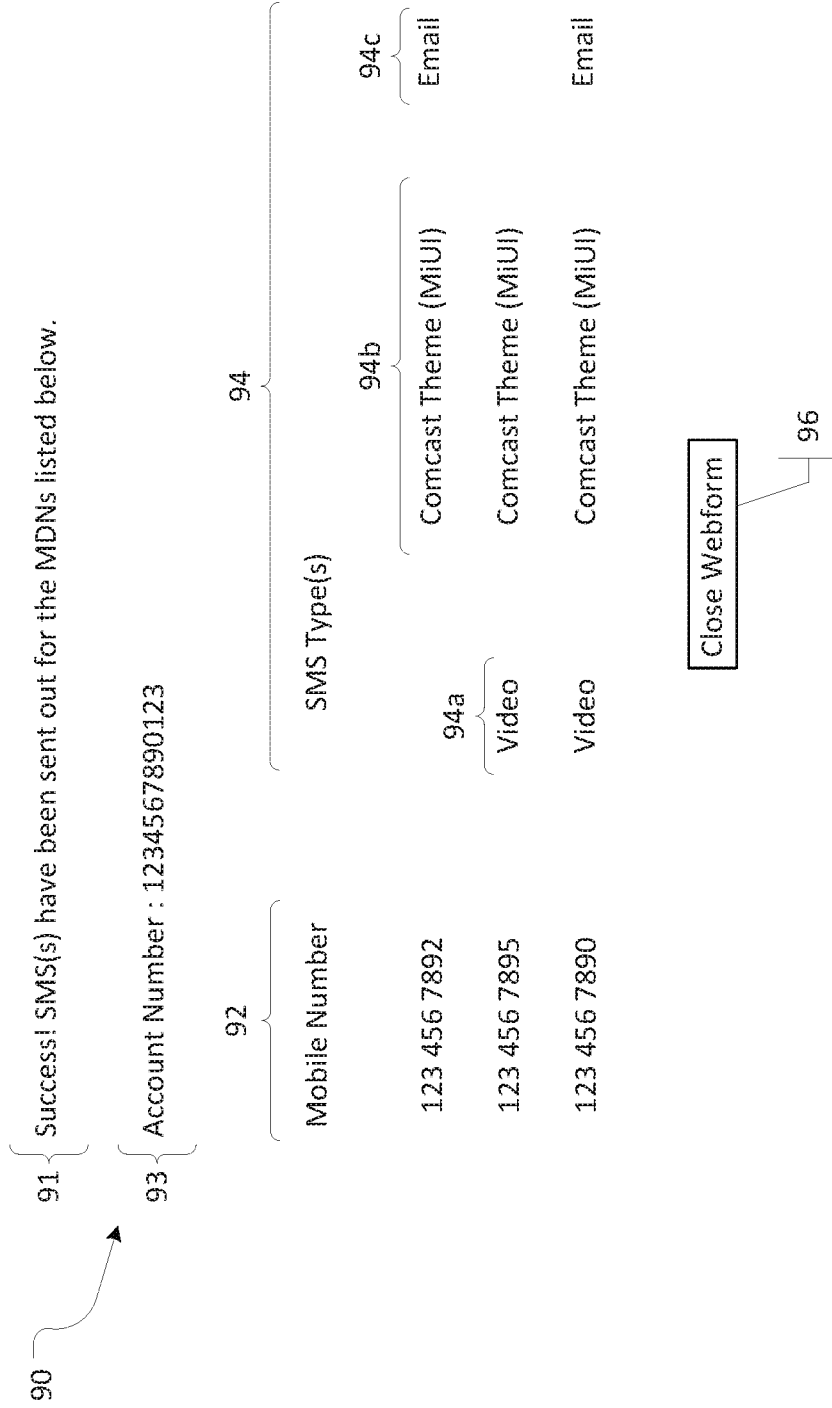 90
91 Success! SMS(s) have been sent out for the MDNs listed below.
93 Account Number : 1234567890123
92 94
Mobile Number SMS Type(s)
94a 94b 94c
123 456 7892 Comcast Theme (MiUI) Email
123 456 7895 Video Comcast Theme (MiUI)
123 456 7890 Video Comcast Theme (MiUI) Email
Close Webform
96